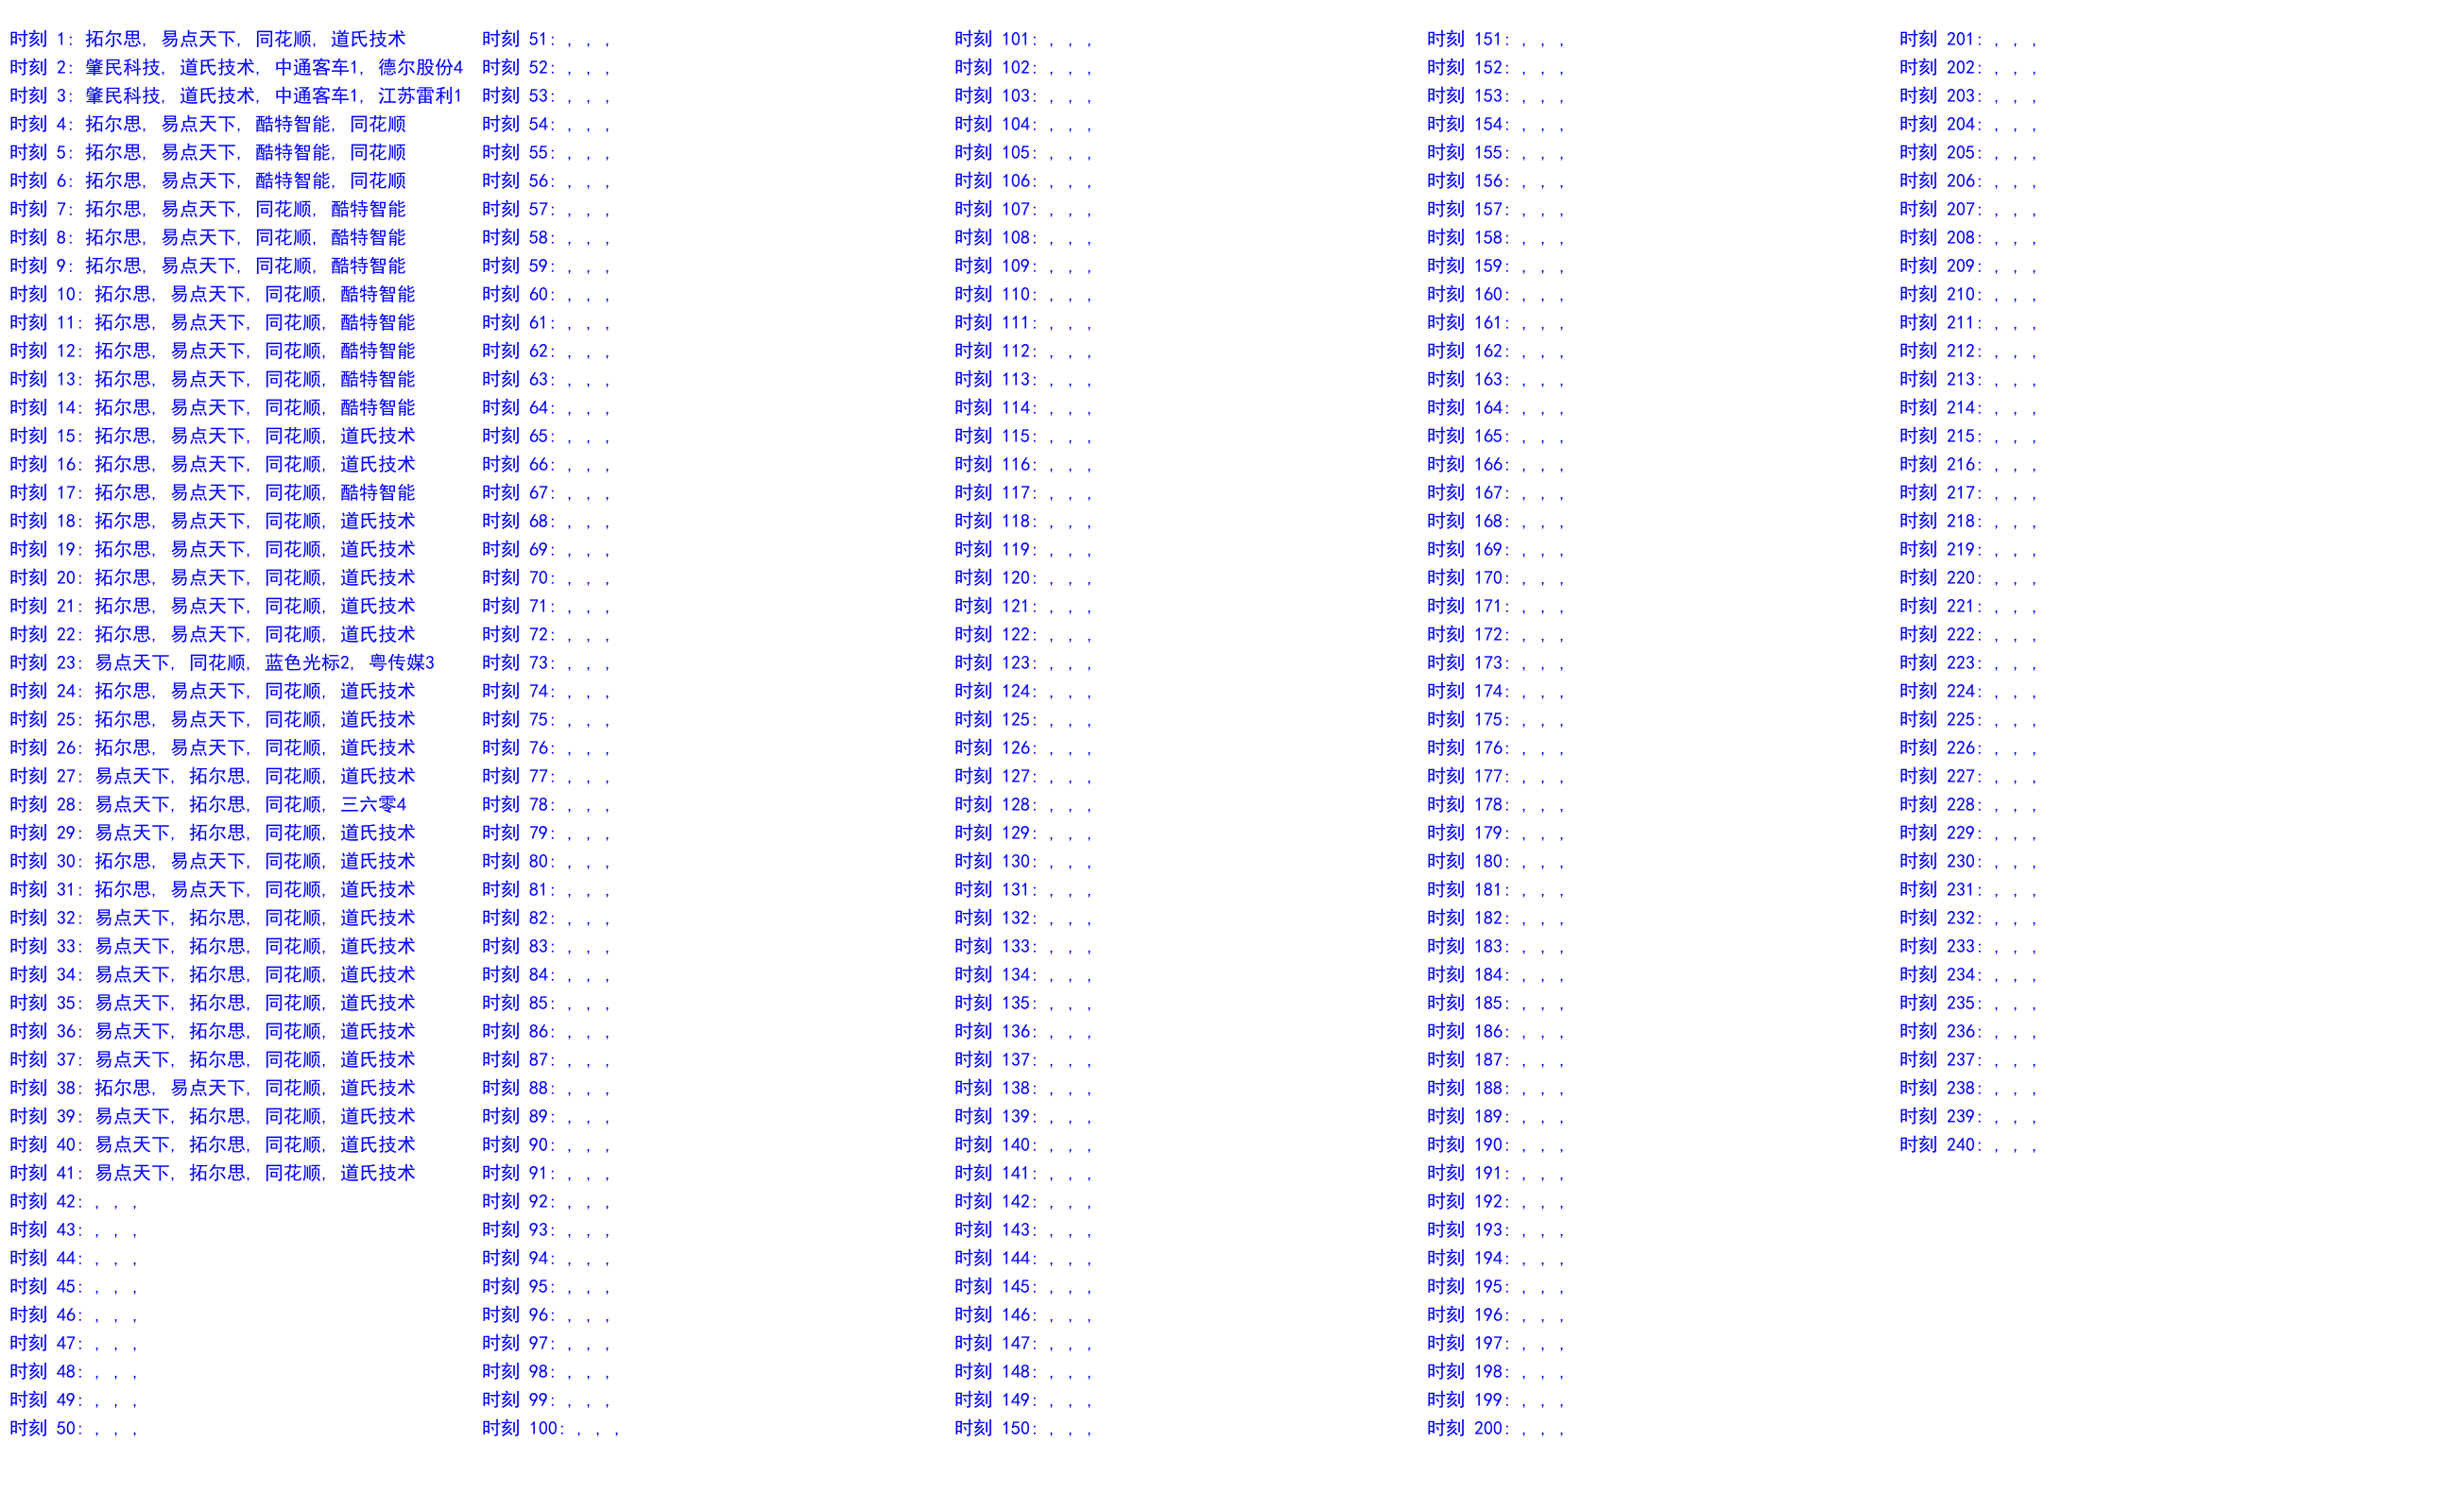 时刻 1: 拓尔思, 易点天下, 同花顺, 道氏技术
时刻 2: 肇民科技, 道氏技术, 中通客车1, 德尔股份4
时刻 3: 肇民科技, 道氏技术, 中通客车1, 江苏雷利1
时刻 4: 拓尔思, 易点天下, 酷特智能, 同花顺
时刻 5: 拓尔思, 易点天下, 酷特智能, 同花顺
时刻 6: 拓尔思, 易点天下, 酷特智能, 同花顺
时刻 7: 拓尔思, 易点天下, 同花顺, 酷特智能
时刻 8: 拓尔思, 易点天下, 同花顺, 酷特智能
时刻 9: 拓尔思, 易点天下, 同花顺, 酷特智能
时刻 10: 拓尔思, 易点天下, 同花顺, 酷特智能
时刻 11: 拓尔思, 易点天下, 同花顺, 酷特智能
时刻 12: 拓尔思, 易点天下, 同花顺, 酷特智能
时刻 13: 拓尔思, 易点天下, 同花顺, 酷特智能
时刻 14: 拓尔思, 易点天下, 同花顺, 酷特智能
时刻 15: 拓尔思, 易点天下, 同花顺, 道氏技术
时刻 16: 拓尔思, 易点天下, 同花顺, 道氏技术
时刻 17: 拓尔思, 易点天下, 同花顺, 酷特智能
时刻 18: 拓尔思, 易点天下, 同花顺, 道氏技术
时刻 19: 拓尔思, 易点天下, 同花顺, 道氏技术
时刻 20: 拓尔思, 易点天下, 同花顺, 道氏技术
时刻 21: 拓尔思, 易点天下, 同花顺, 道氏技术
时刻 22: 拓尔思, 易点天下, 同花顺, 道氏技术
时刻 23: 易点天下, 同花顺, 蓝色光标2, 粤传媒3
时刻 24: 拓尔思, 易点天下, 同花顺, 道氏技术
时刻 25: 拓尔思, 易点天下, 同花顺, 道氏技术
时刻 26: 拓尔思, 易点天下, 同花顺, 道氏技术
时刻 27: 易点天下, 拓尔思, 同花顺, 道氏技术
时刻 28: 易点天下, 拓尔思, 同花顺, 三六零4
时刻 29: 易点天下, 拓尔思, 同花顺, 道氏技术
时刻 30: 拓尔思, 易点天下, 同花顺, 道氏技术
时刻 31: 拓尔思, 易点天下, 同花顺, 道氏技术
时刻 32: 易点天下, 拓尔思, 同花顺, 道氏技术
时刻 33: 易点天下, 拓尔思, 同花顺, 道氏技术
时刻 34: 易点天下, 拓尔思, 同花顺, 道氏技术
时刻 35: 易点天下, 拓尔思, 同花顺, 道氏技术
时刻 36: 易点天下, 拓尔思, 同花顺, 道氏技术
时刻 37: 易点天下, 拓尔思, 同花顺, 道氏技术
时刻 38: 拓尔思, 易点天下, 同花顺, 道氏技术
时刻 39: 易点天下, 拓尔思, 同花顺, 道氏技术
时刻 40: 易点天下, 拓尔思, 同花顺, 道氏技术
时刻 41: 易点天下, 拓尔思, 同花顺, 道氏技术
时刻 42: , , ,
时刻 43: , , ,
时刻 44: , , ,
时刻 45: , , ,
时刻 46: , , ,
时刻 47: , , ,
时刻 48: , , ,
时刻 49: , , ,
时刻 50: , , ,
时刻 51: , , ,
时刻 52: , , ,
时刻 53: , , ,
时刻 54: , , ,
时刻 55: , , ,
时刻 56: , , ,
时刻 57: , , ,
时刻 58: , , ,
时刻 59: , , ,
时刻 60: , , ,
时刻 61: , , ,
时刻 62: , , ,
时刻 63: , , ,
时刻 64: , , ,
时刻 65: , , ,
时刻 66: , , ,
时刻 67: , , ,
时刻 68: , , ,
时刻 69: , , ,
时刻 70: , , ,
时刻 71: , , ,
时刻 72: , , ,
时刻 73: , , ,
时刻 74: , , ,
时刻 75: , , ,
时刻 76: , , ,
时刻 77: , , ,
时刻 78: , , ,
时刻 79: , , ,
时刻 80: , , ,
时刻 81: , , ,
时刻 82: , , ,
时刻 83: , , ,
时刻 84: , , ,
时刻 85: , , ,
时刻 86: , , ,
时刻 87: , , ,
时刻 88: , , ,
时刻 89: , , ,
时刻 90: , , ,
时刻 91: , , ,
时刻 92: , , ,
时刻 93: , , ,
时刻 94: , , ,
时刻 95: , , ,
时刻 96: , , ,
时刻 97: , , ,
时刻 98: , , ,
时刻 99: , , ,
时刻 100: , , ,
时刻 101: , , ,
时刻 102: , , ,
时刻 103: , , ,
时刻 104: , , ,
时刻 105: , , ,
时刻 106: , , ,
时刻 107: , , ,
时刻 108: , , ,
时刻 109: , , ,
时刻 110: , , ,
时刻 111: , , ,
时刻 112: , , ,
时刻 113: , , ,
时刻 114: , , ,
时刻 115: , , ,
时刻 116: , , ,
时刻 117: , , ,
时刻 118: , , ,
时刻 119: , , ,
时刻 120: , , ,
时刻 121: , , ,
时刻 122: , , ,
时刻 123: , , ,
时刻 124: , , ,
时刻 125: , , ,
时刻 126: , , ,
时刻 127: , , ,
时刻 128: , , ,
时刻 129: , , ,
时刻 130: , , ,
时刻 131: , , ,
时刻 132: , , ,
时刻 133: , , ,
时刻 134: , , ,
时刻 135: , , ,
时刻 136: , , ,
时刻 137: , , ,
时刻 138: , , ,
时刻 139: , , ,
时刻 140: , , ,
时刻 141: , , ,
时刻 142: , , ,
时刻 143: , , ,
时刻 144: , , ,
时刻 145: , , ,
时刻 146: , , ,
时刻 147: , , ,
时刻 148: , , ,
时刻 149: , , ,
时刻 150: , , ,
时刻 151: , , ,
时刻 152: , , ,
时刻 153: , , ,
时刻 154: , , ,
时刻 155: , , ,
时刻 156: , , ,
时刻 157: , , ,
时刻 158: , , ,
时刻 159: , , ,
时刻 160: , , ,
时刻 161: , , ,
时刻 162: , , ,
时刻 163: , , ,
时刻 164: , , ,
时刻 165: , , ,
时刻 166: , , ,
时刻 167: , , ,
时刻 168: , , ,
时刻 169: , , ,
时刻 170: , , ,
时刻 171: , , ,
时刻 172: , , ,
时刻 173: , , ,
时刻 174: , , ,
时刻 175: , , ,
时刻 176: , , ,
时刻 177: , , ,
时刻 178: , , ,
时刻 179: , , ,
时刻 180: , , ,
时刻 181: , , ,
时刻 182: , , ,
时刻 183: , , ,
时刻 184: , , ,
时刻 185: , , ,
时刻 186: , , ,
时刻 187: , , ,
时刻 188: , , ,
时刻 189: , , ,
时刻 190: , , ,
时刻 191: , , ,
时刻 192: , , ,
时刻 193: , , ,
时刻 194: , , ,
时刻 195: , , ,
时刻 196: , , ,
时刻 197: , , ,
时刻 198: , , ,
时刻 199: , , ,
时刻 200: , , ,
时刻 201: , , ,
时刻 202: , , ,
时刻 203: , , ,
时刻 204: , , ,
时刻 205: , , ,
时刻 206: , , ,
时刻 207: , , ,
时刻 208: , , ,
时刻 209: , , ,
时刻 210: , , ,
时刻 211: , , ,
时刻 212: , , ,
时刻 213: , , ,
时刻 214: , , ,
时刻 215: , , ,
时刻 216: , , ,
时刻 217: , , ,
时刻 218: , , ,
时刻 219: , , ,
时刻 220: , , ,
时刻 221: , , ,
时刻 222: , , ,
时刻 223: , , ,
时刻 224: , , ,
时刻 225: , , ,
时刻 226: , , ,
时刻 227: , , ,
时刻 228: , , ,
时刻 229: , , ,
时刻 230: , , ,
时刻 231: , , ,
时刻 232: , , ,
时刻 233: , , ,
时刻 234: , , ,
时刻 235: , , ,
时刻 236: , , ,
时刻 237: , , ,
时刻 238: , , ,
时刻 239: , , ,
时刻 240: , , ,